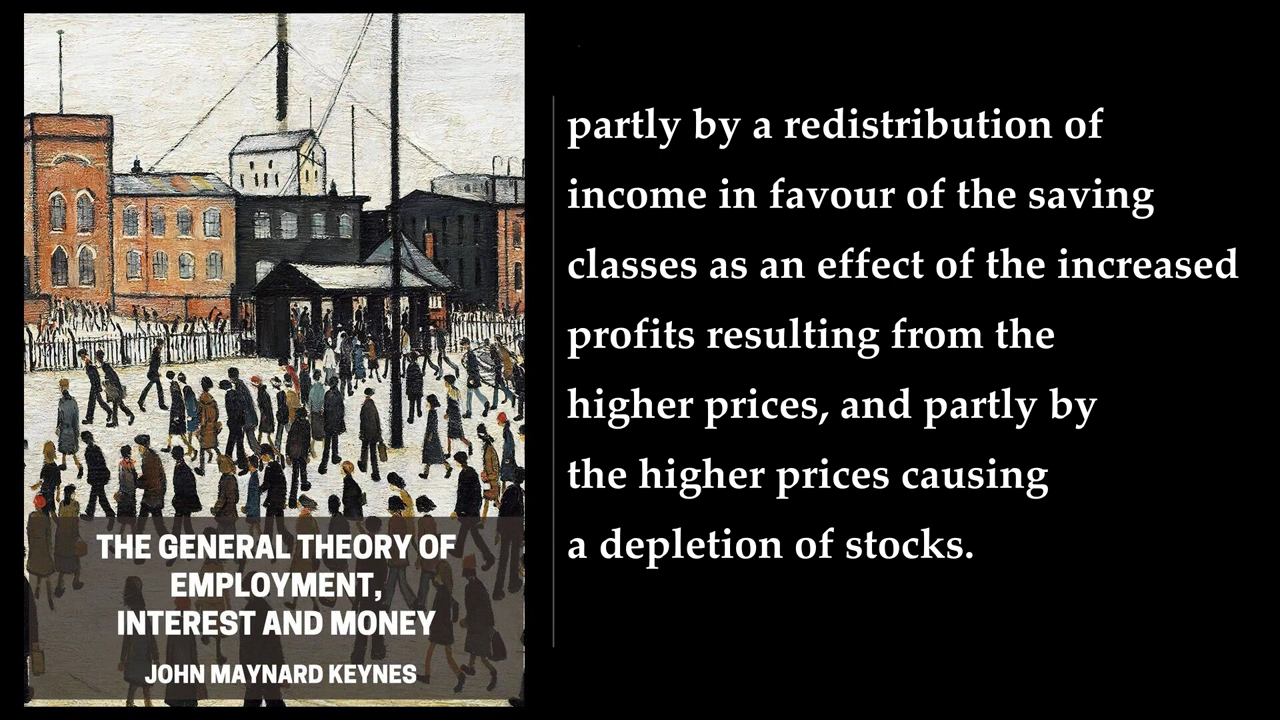 THE GENERAL THEORY OF
EMPLOYMENT,
INTEREST AND MONEY
JOHN MAYNARD KEYNES
partly by a redistribution of
income in favour of the saving
classes as an effect of the increased
profits resulting from the
higher prices, and partly by
the higher prices causing
a depletion of stocks.